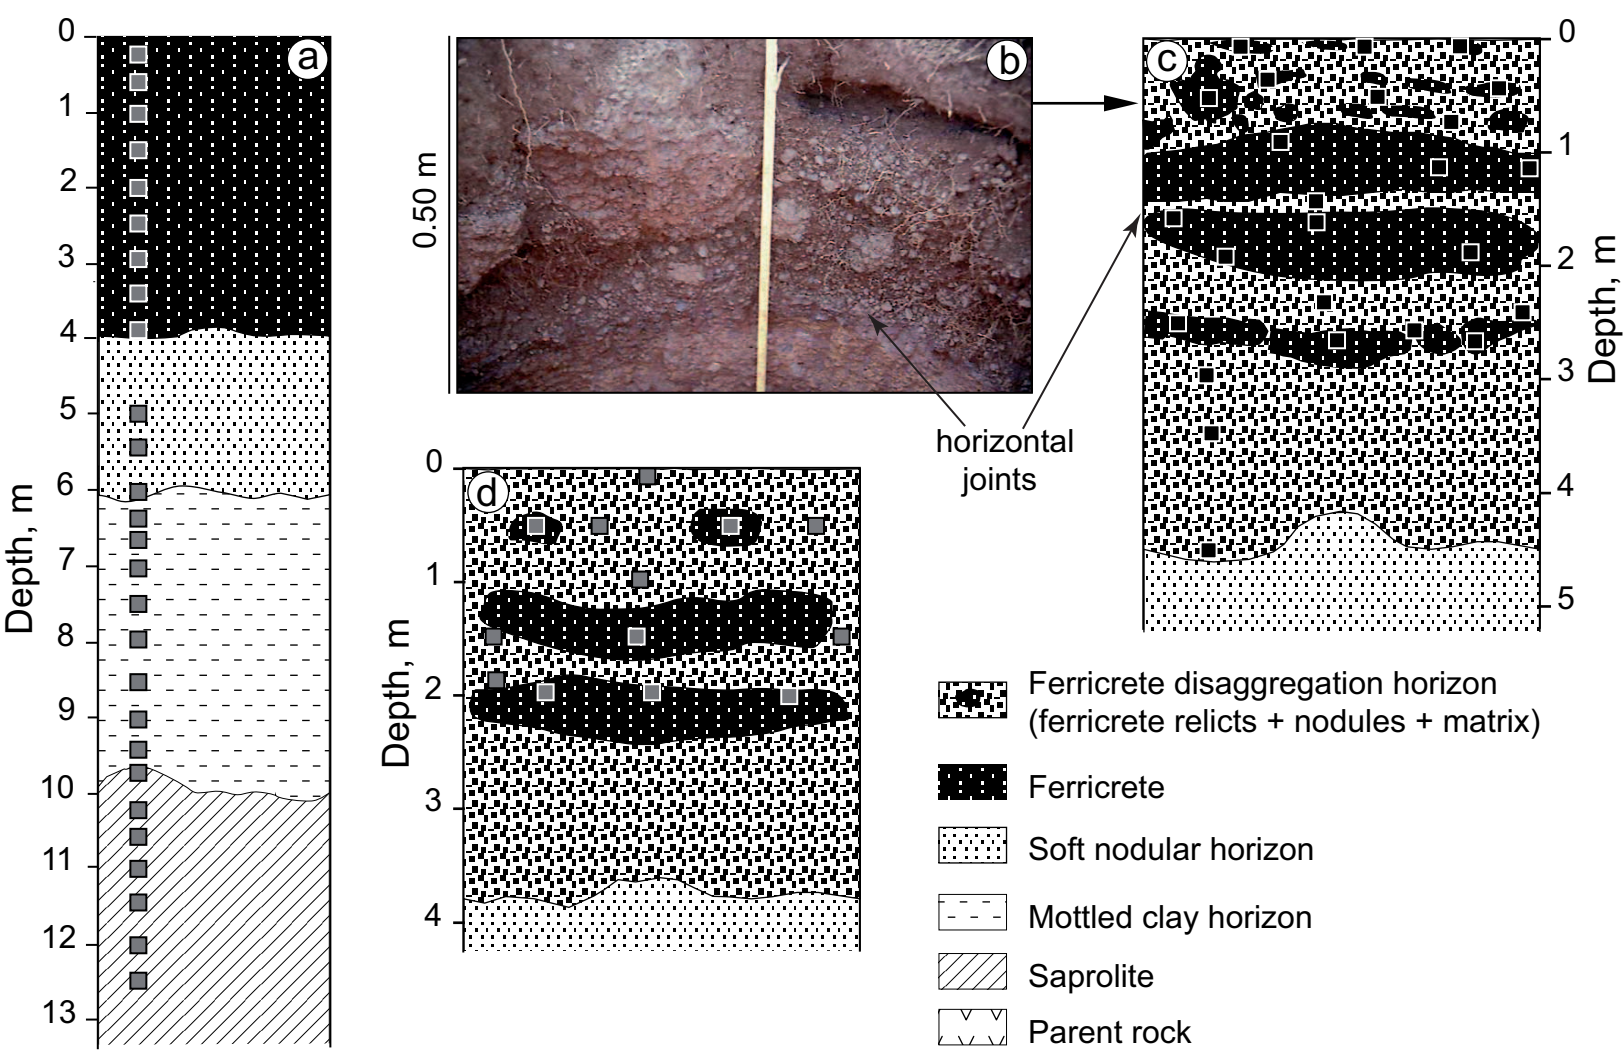 a
0
1
2
3
4
5
6
7
8
9
10
11
12
13
Depth, m
b
0.50 m
c
0
1
2
3
4
5
Depth, m
horizontal
joints
d
0
1
2
3
4
Depth, m
Ferricrete disaggregation horizon
(ferricrete relicts + nodules + matrix)
Ferricrete
Soft nodular horizon
Mottled clay horizon
Saprolite
Parent rock